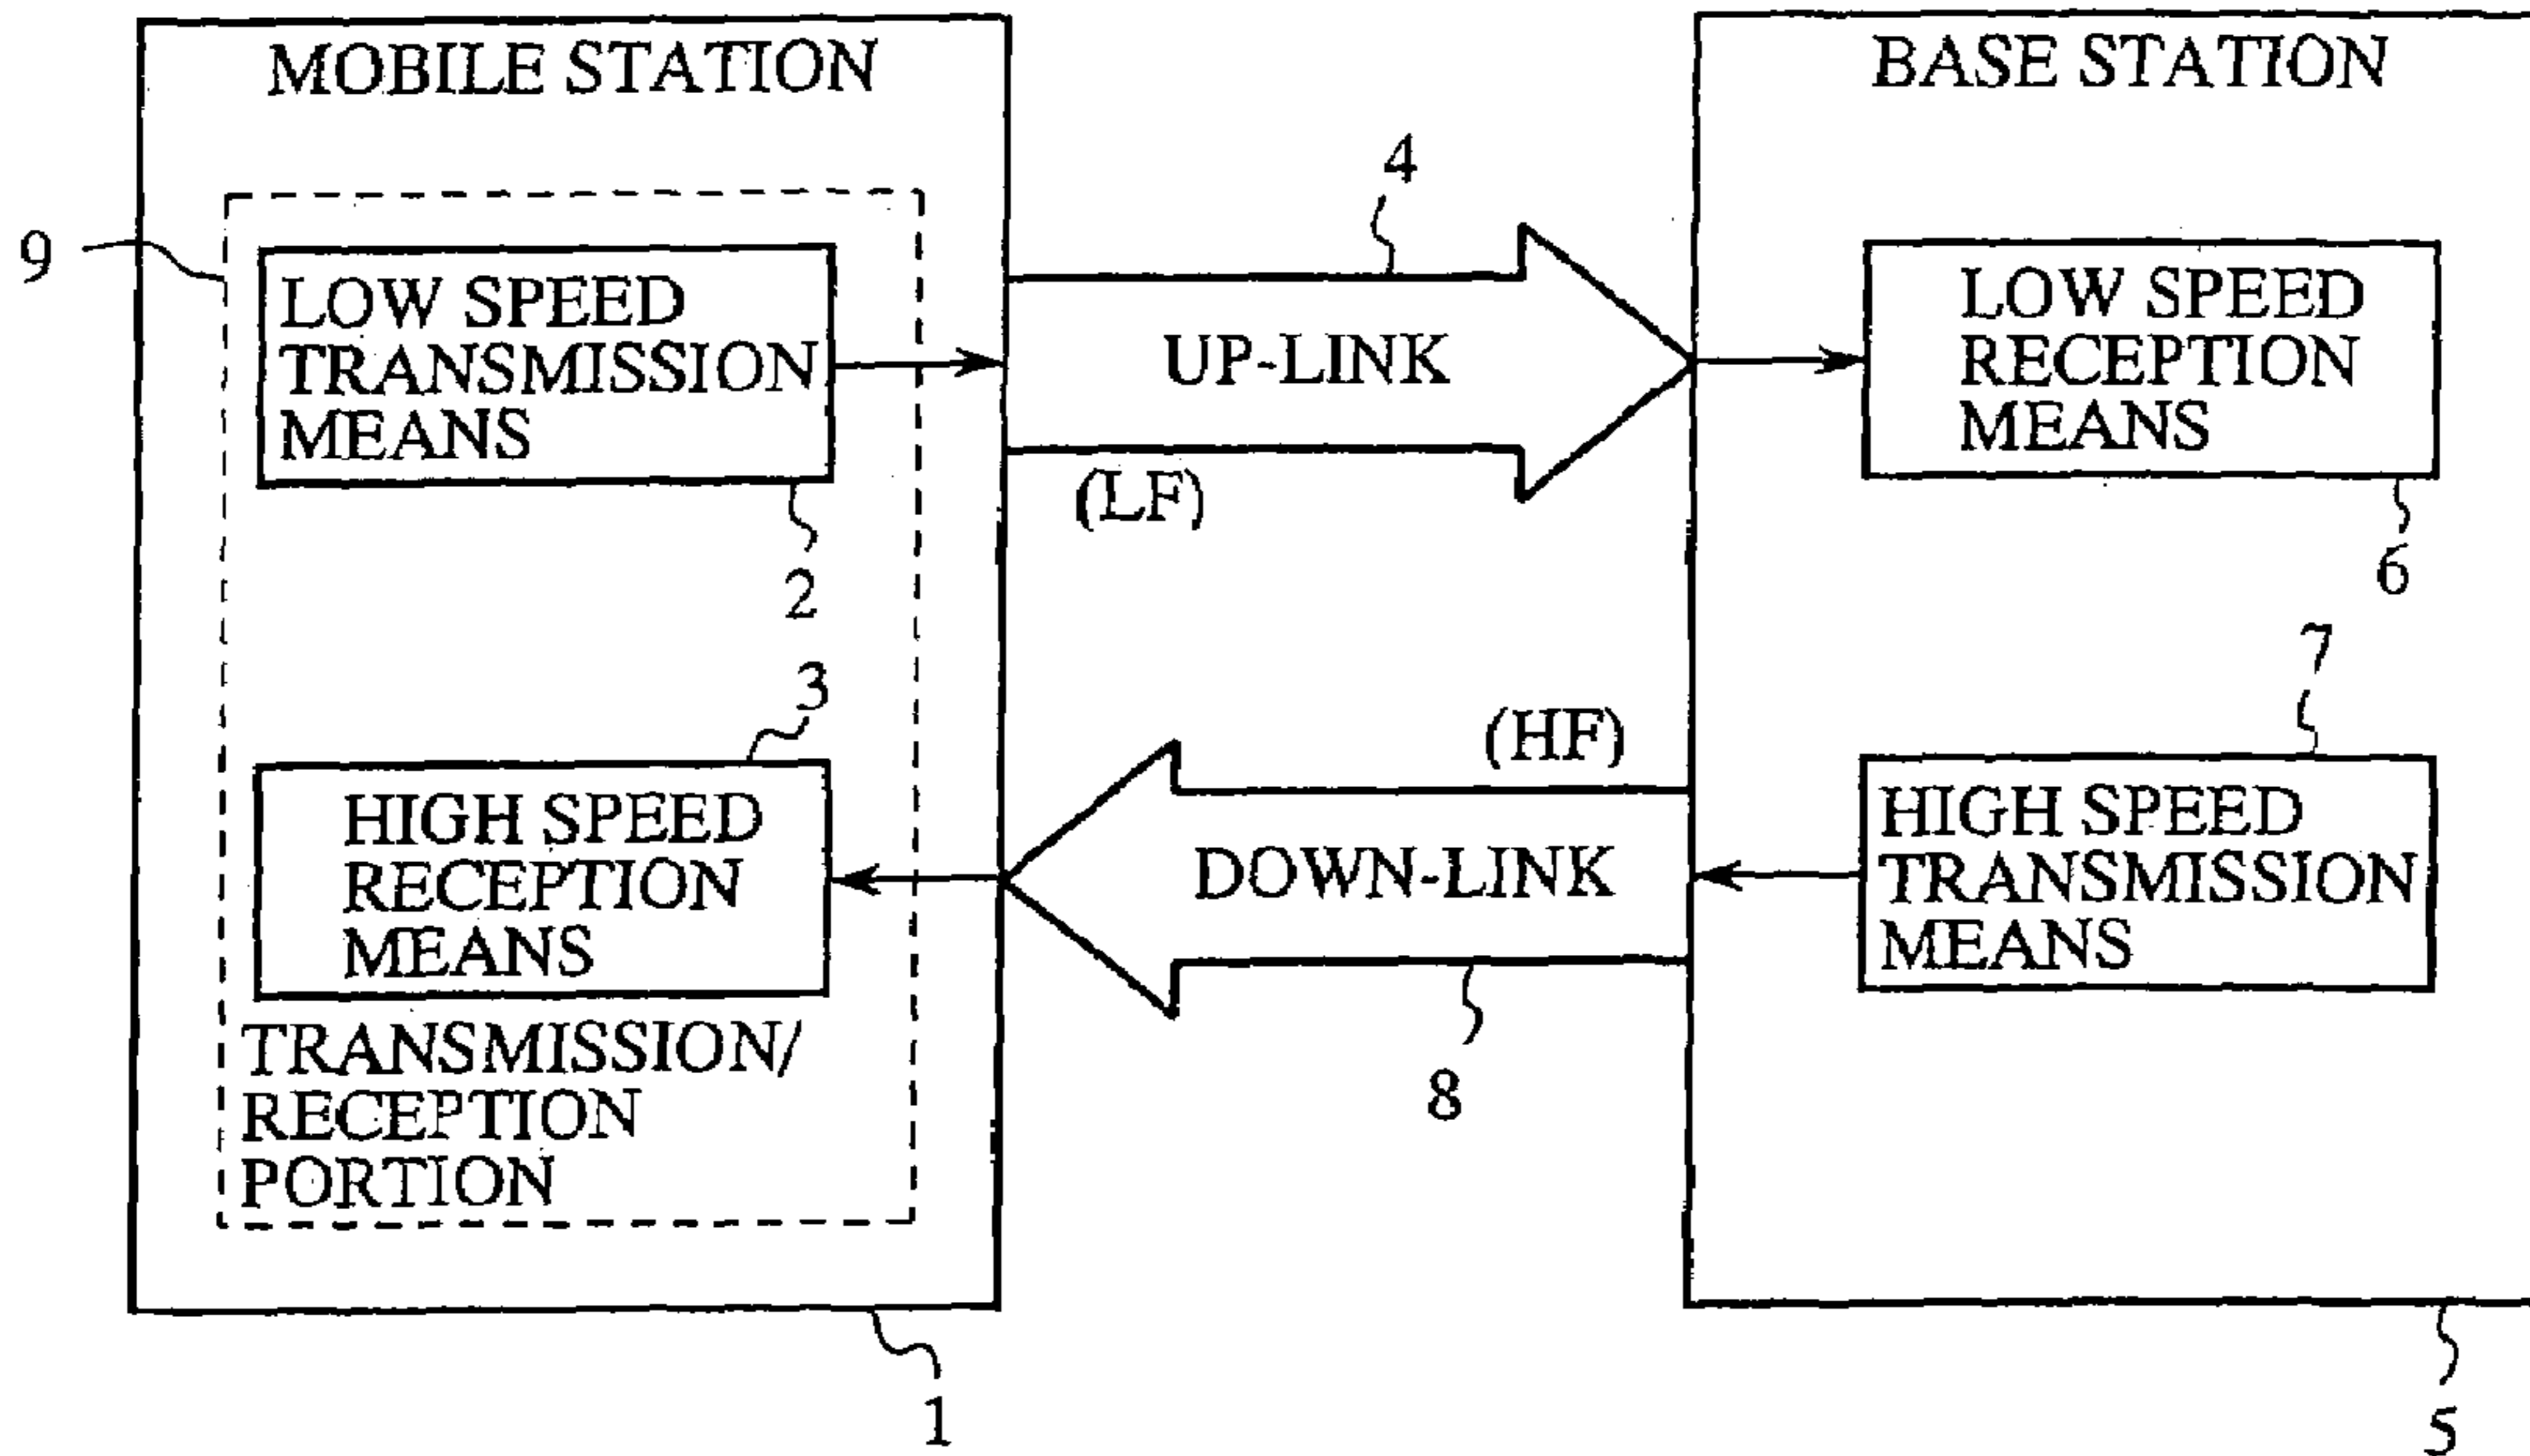 MOBILE STATION
BASE STATION
4
9
LOW SPEED
TRANSMISSION
MEANS
UP-LINK
LOW SPEED
RECEPTION
MEANS
(LF)
2
6
3
(HF)
7
HIGH SPEED
RECEPTION
MEANS
DOWN-LINK
HIGH SPEED
TRANSMISSION
MEANS
TRANSMISSION/
RECEPTION
PORTION
8
1
5